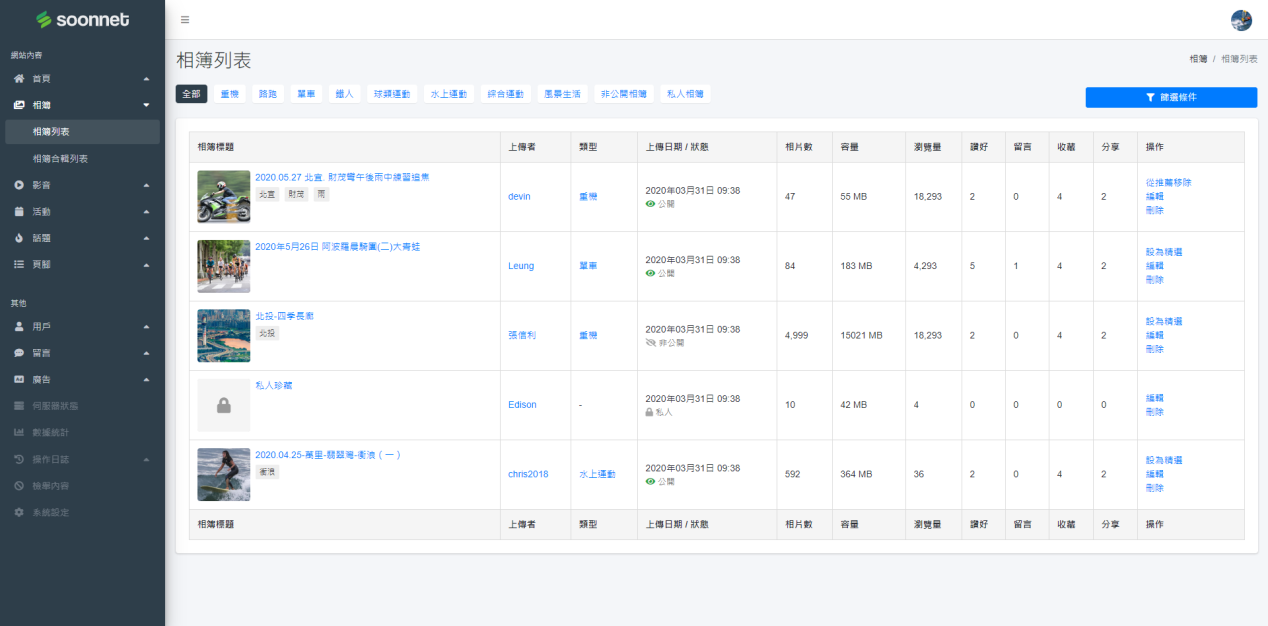 soonnet
網站內容
首頁
相簿
相簿列表
相簿合輯列表
影音
活動
話題
頁腳
其他
用戶
留言
廣告
伺服器狀態
數據統計
操作日誌
檢舉內容
系統設定
相簿列表
相簿 / 相簿列表
全部 重機 路跑 單車 鐵人 球類運動 水上運動 綜合運動 風景生活 非公開相簿 私人相簿
篩選條件
相簿標題 上傳者 類型 上傳日期 / 狀態 相片數 容量 瀏覽量 讚好 留言 收藏 分享 操作
2020.05.27 北宜. 財茂彎午後雨中練習追焦
北宜 財茂 雨
devin 重機 2020年03月31日 09:38
公開
47 55 MB 18,293 2 0 4 2
從推薦移除
編輯
刪除
2020年5月26日 阿波羅晨騎團(二)大青蛙
Leung 單車 2020年03月31日 09:38
公開
84 183 MB 4,293 5 1 4 2
設為精選
編輯
刪除
北投-四季長廊
北投
張信利 重機 2020年03月31日 09:38
非公開
4,999 15021 MB 18,293 2 0 4 2
設為精選
編輯
刪除
私人珍藏
Edison - 2020年03月31日 09:38
私人
10 42 MB 4 0 0 0 0
編輯
刪除
2020.04.25-萬里-翡翠灣-衝浪（一）
衝浪
chris2018 水上運動 2020年03月31日 09:38
公開
592 364 MB 36 2 0 4 2
設為精選
編輯
刪除
相簿標題 上傳者 類型 上傳日期 / 狀態 相片數 容量 瀏覽量 讚好 留言 收藏 分享 操作